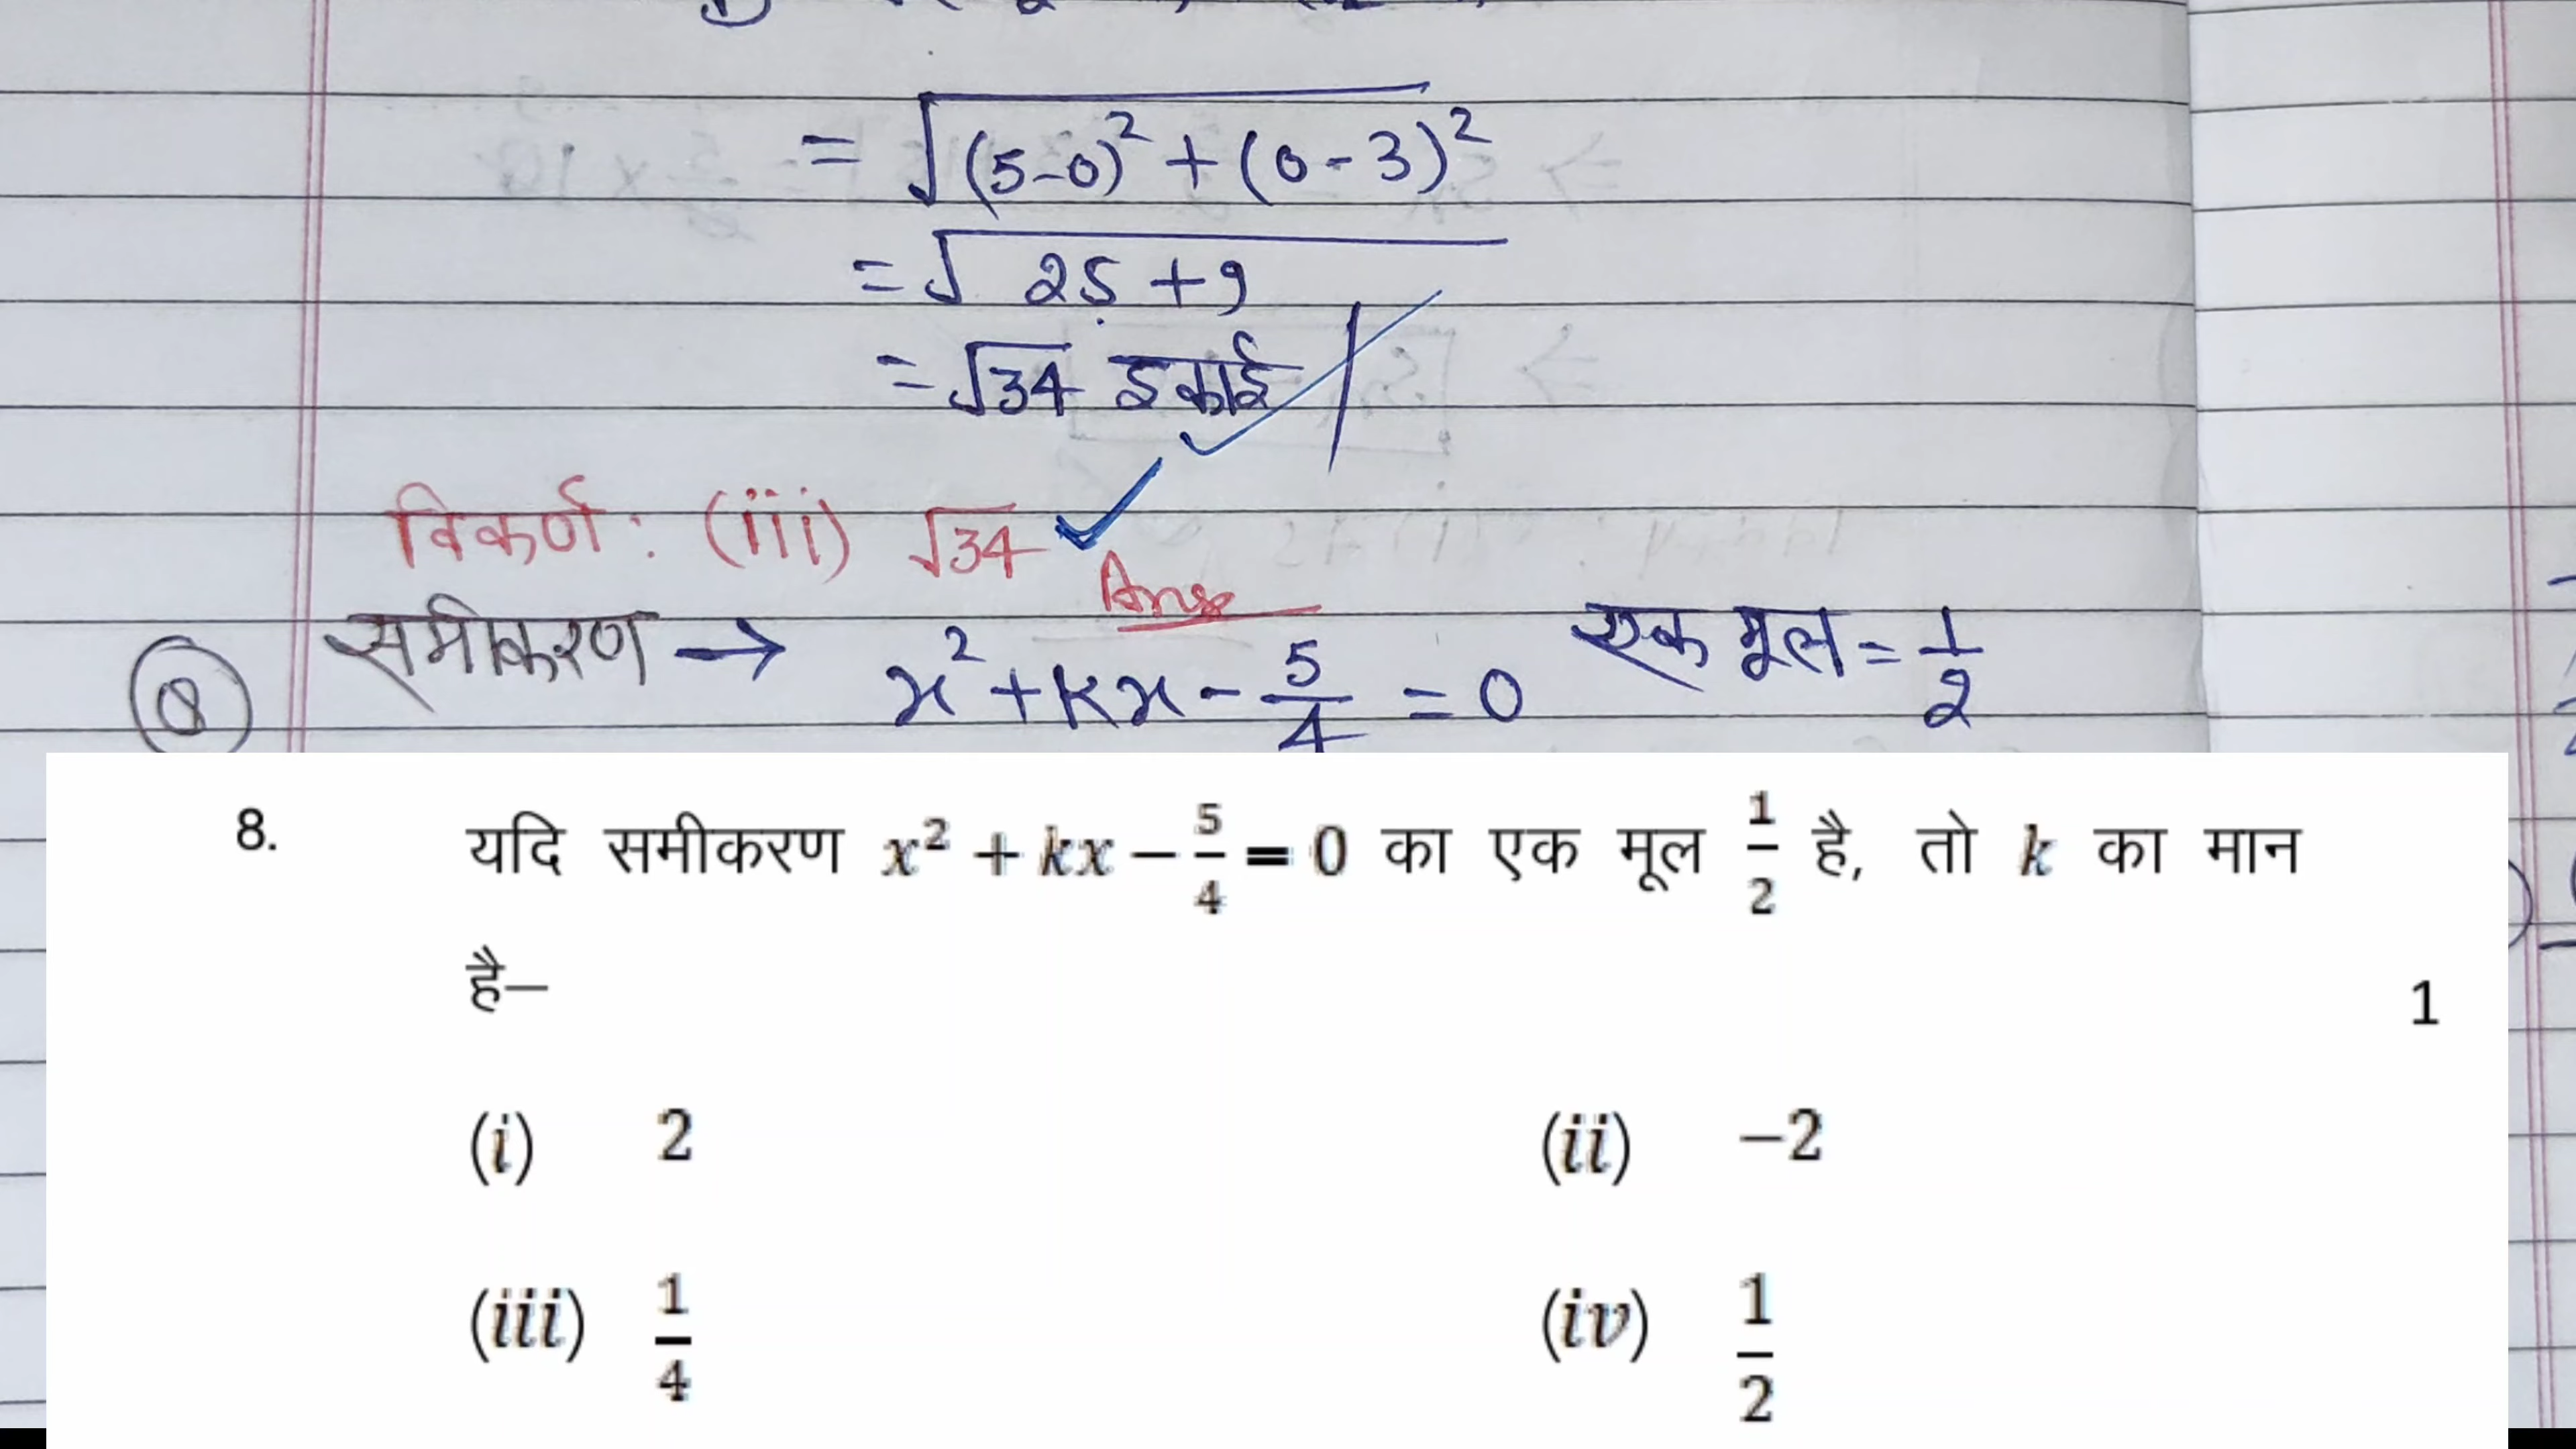 = √(5-0)² + (0-3)²
= √25 + 9
= √34 इकाई
विकर्ण : (iii) √34
Ans
8 समीकरण → x² + kx - 5/4 = 0 एक मूल = 1/2
8. यदि समीकरण x² + kx − 5/4 = 0 का एक मूल 1/2 है, तो k का मान
है–
1
(i) 2 (ii) −2
(iii) 1/4 (iv) 1/2